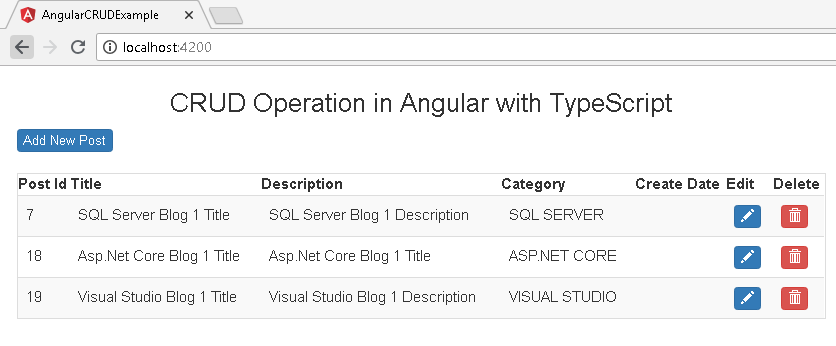 AngularCRUDExample
localhost:4200
CRUD Operation in Angular with TypeScript
Add New Post
Post Id Title Description Category Create Date Edit Delete
7 SQL Server Blog 1 Title SQL Server Blog 1 Description SQL SERVER
18 Asp.Net Core Blog 1 Title Asp.Net Core Blog 1 Title ASP.NET CORE
19 Visual Studio Blog 1 Title Visual Studio Blog 1 Description VISUAL STUDIO